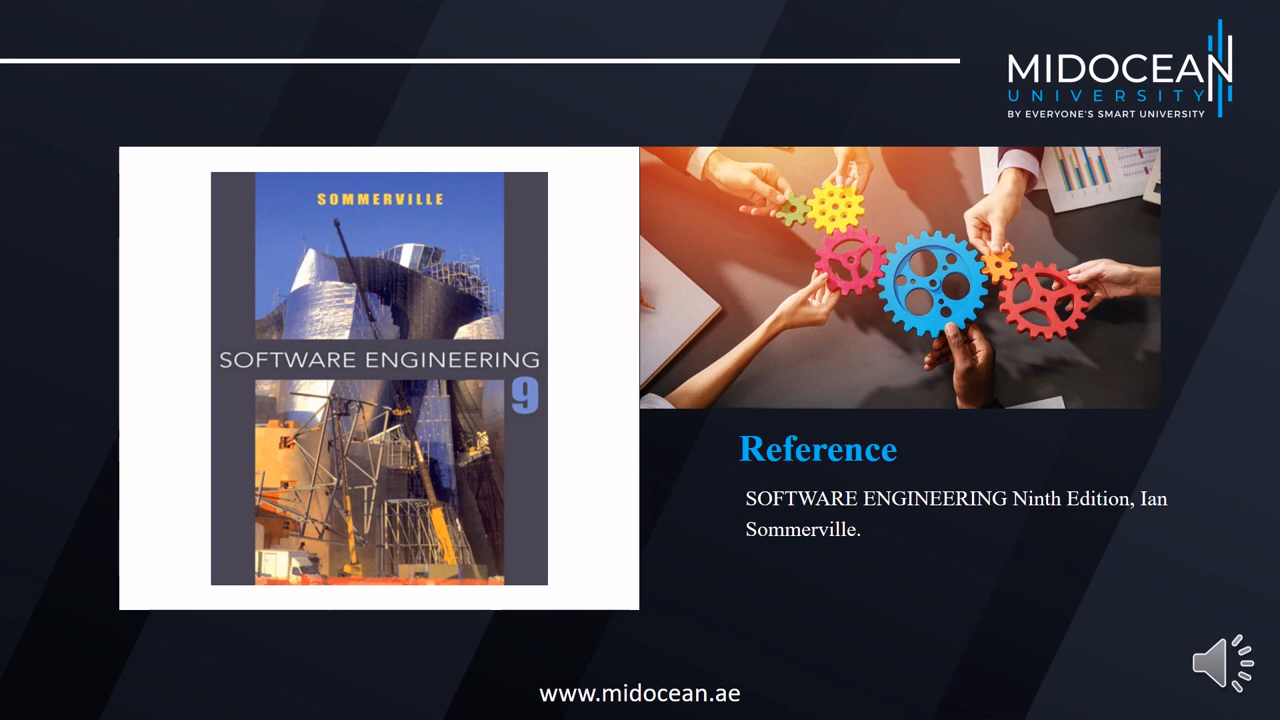 MIDOCEAN
UNIVERSITY
BY EVERYONE'S SMART UNIVERSITY
SOMMERVILLE
SOFTWARE ENGINEERING
9
Reference
SOFTWARE ENGINEERING Ninth Edition, Ian
Sommerville.
www.midocean.ae